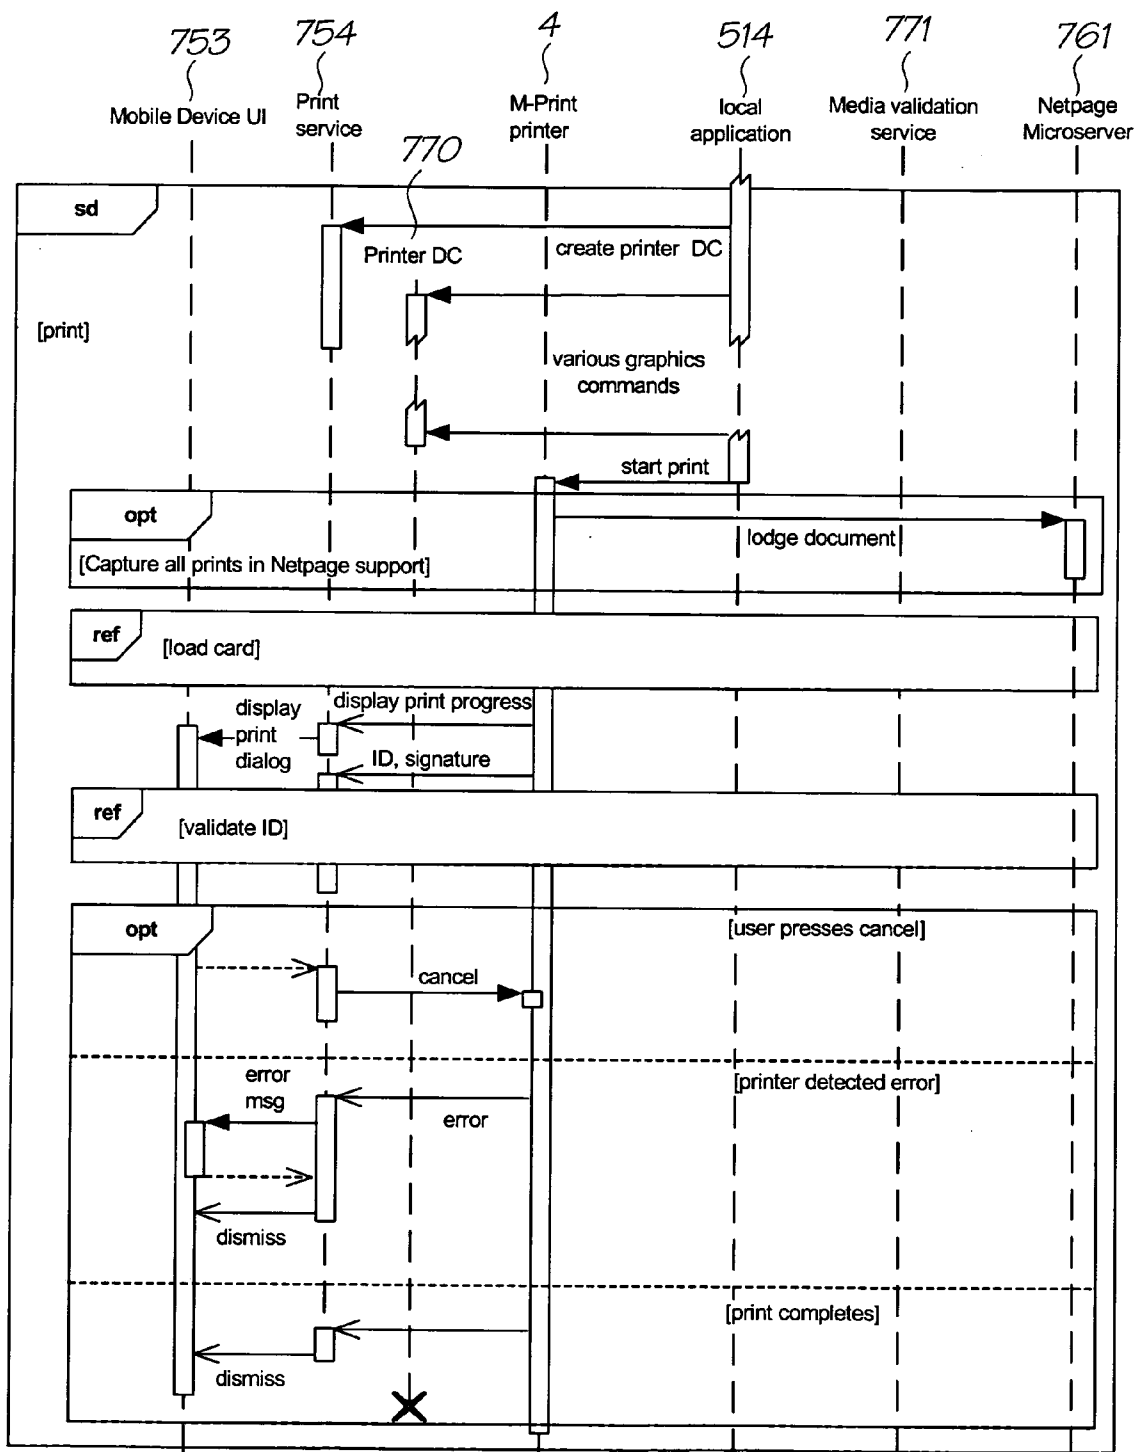 753
754
4
514
771
761
Mobile Device UI
Print
service
M-Print
printer
local
application
Media validation
service
Netpage
Microserver
770
sd
create printer DC
Printer DC
[print]
various graphics
commands
start print
opt
lodge document
[Capture all prints in Netpage support]
ref
[load card]
display print progress
display
print
dialog
ID, signature
ref
[validate ID]
opt
[user presses cancel]
cancel
[printer detected error]
error
msg
error
dismiss
[print completes]
dismiss